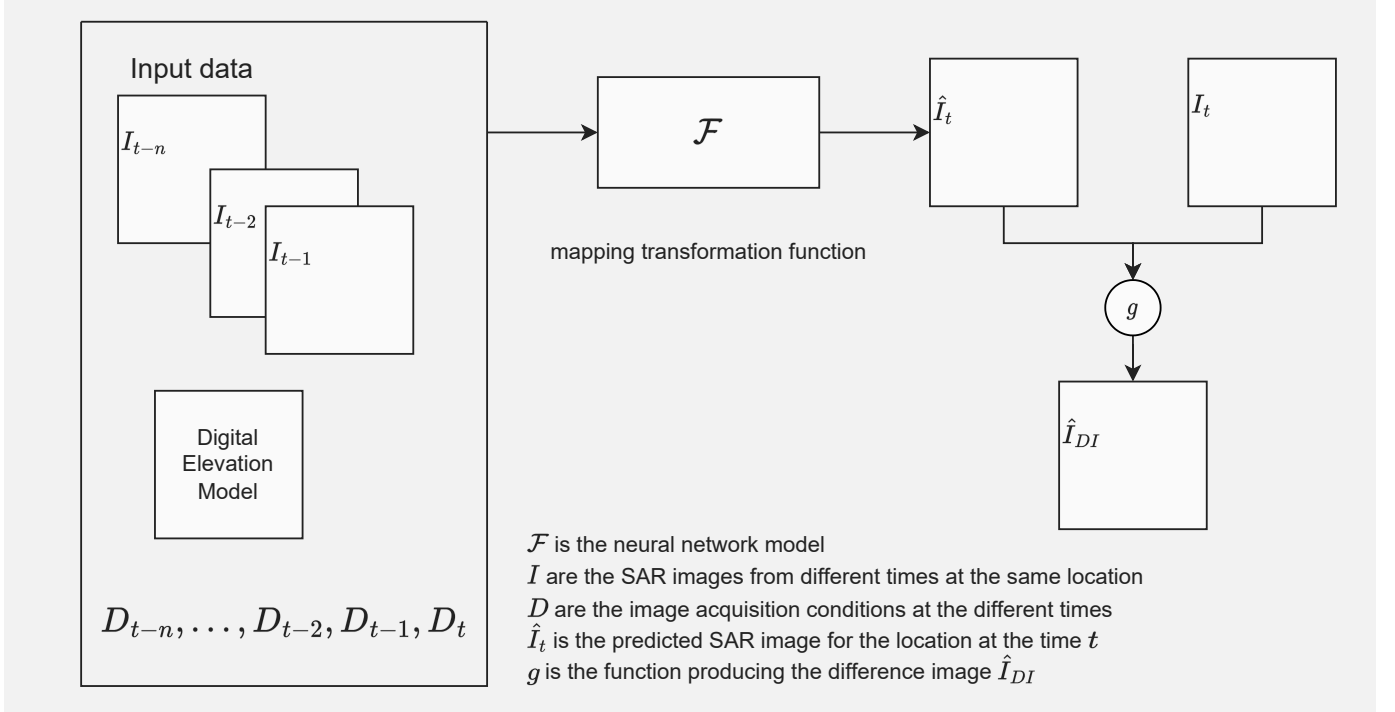 Input data
I_{t-n}
I_{t-2}
I_{t-1}
Digital
Elevation
Model
D_{t-n}, ..., D_{t-2}, D_{t-1}, D_t
ℱ
mapping transformation function
Î_t
I_t
g
Î_{DI}
ℱ is the neural network model
I are the SAR images from different times at the same location
D are the image acquisition conditions at the different times
Î_t is the predicted SAR image for the location at the time t
g is the function producing the difference image Î_{DI}